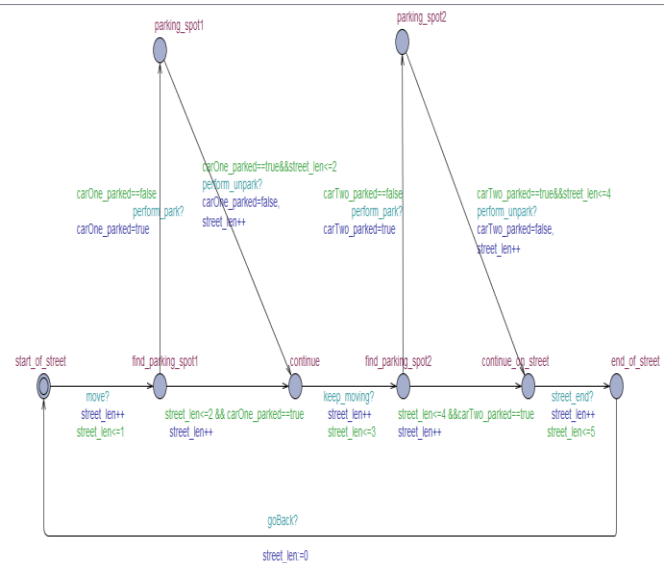 parking_spot1
parking_spot2
carOne_parked==true&&street_len<=2
perform_unpark?
carOne_parked=false,
street_len++
carOne_parked==false
perform_park?
carOne_parked=true
carTwo_parked==false
perform_park?
carTwo_parked=true
carTwo_parked==true&&street_len<=4
perform_unpark?
carTwo_parked=false,
street_len++
start_of_street
find_parking_spot1
continue
find_parking_spot2
continue_on_street
end_of_street
move?
street_len++
street_len<=1
street_len<=2 && carOne_parked==true
street_len++
keep_moving?
street_len++
street_len<=3
street_len<=4 &&carTwo_parked==true
street_len++
street_end?
street_len++
street_len<=5
goBack?
street_len:=0